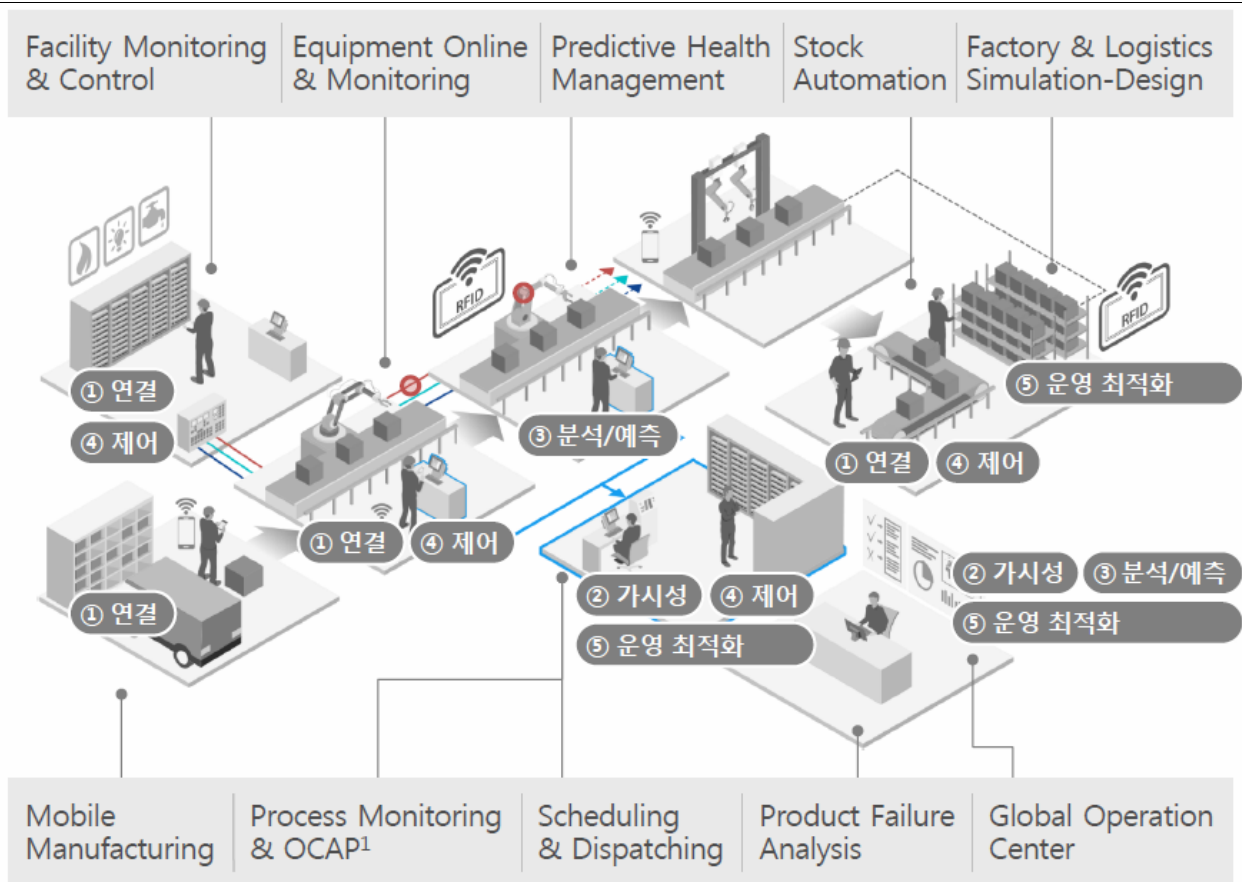 Facility Monitoring
& Control
Equipment Online
& Monitoring
Predictive Health
Management
Stock
Automation
Factory & Logistics
Simulation-Design
RFID
RFID
① 연결
④ 제어
⑤ 운영 최적화
③ 분석/예측
① 연결
④ 제어
① 연결
④ 제어
① 연결
② 가시성
④ 제어
⑤ 운영 최적화
② 가시성
③ 분석/예측
⑤ 운영 최적화
Mobile
Manufacturing
Process Monitoring
& OCAP¹
Scheduling
& Dispatching
Product Failure
Analysis
Global Operation
Center